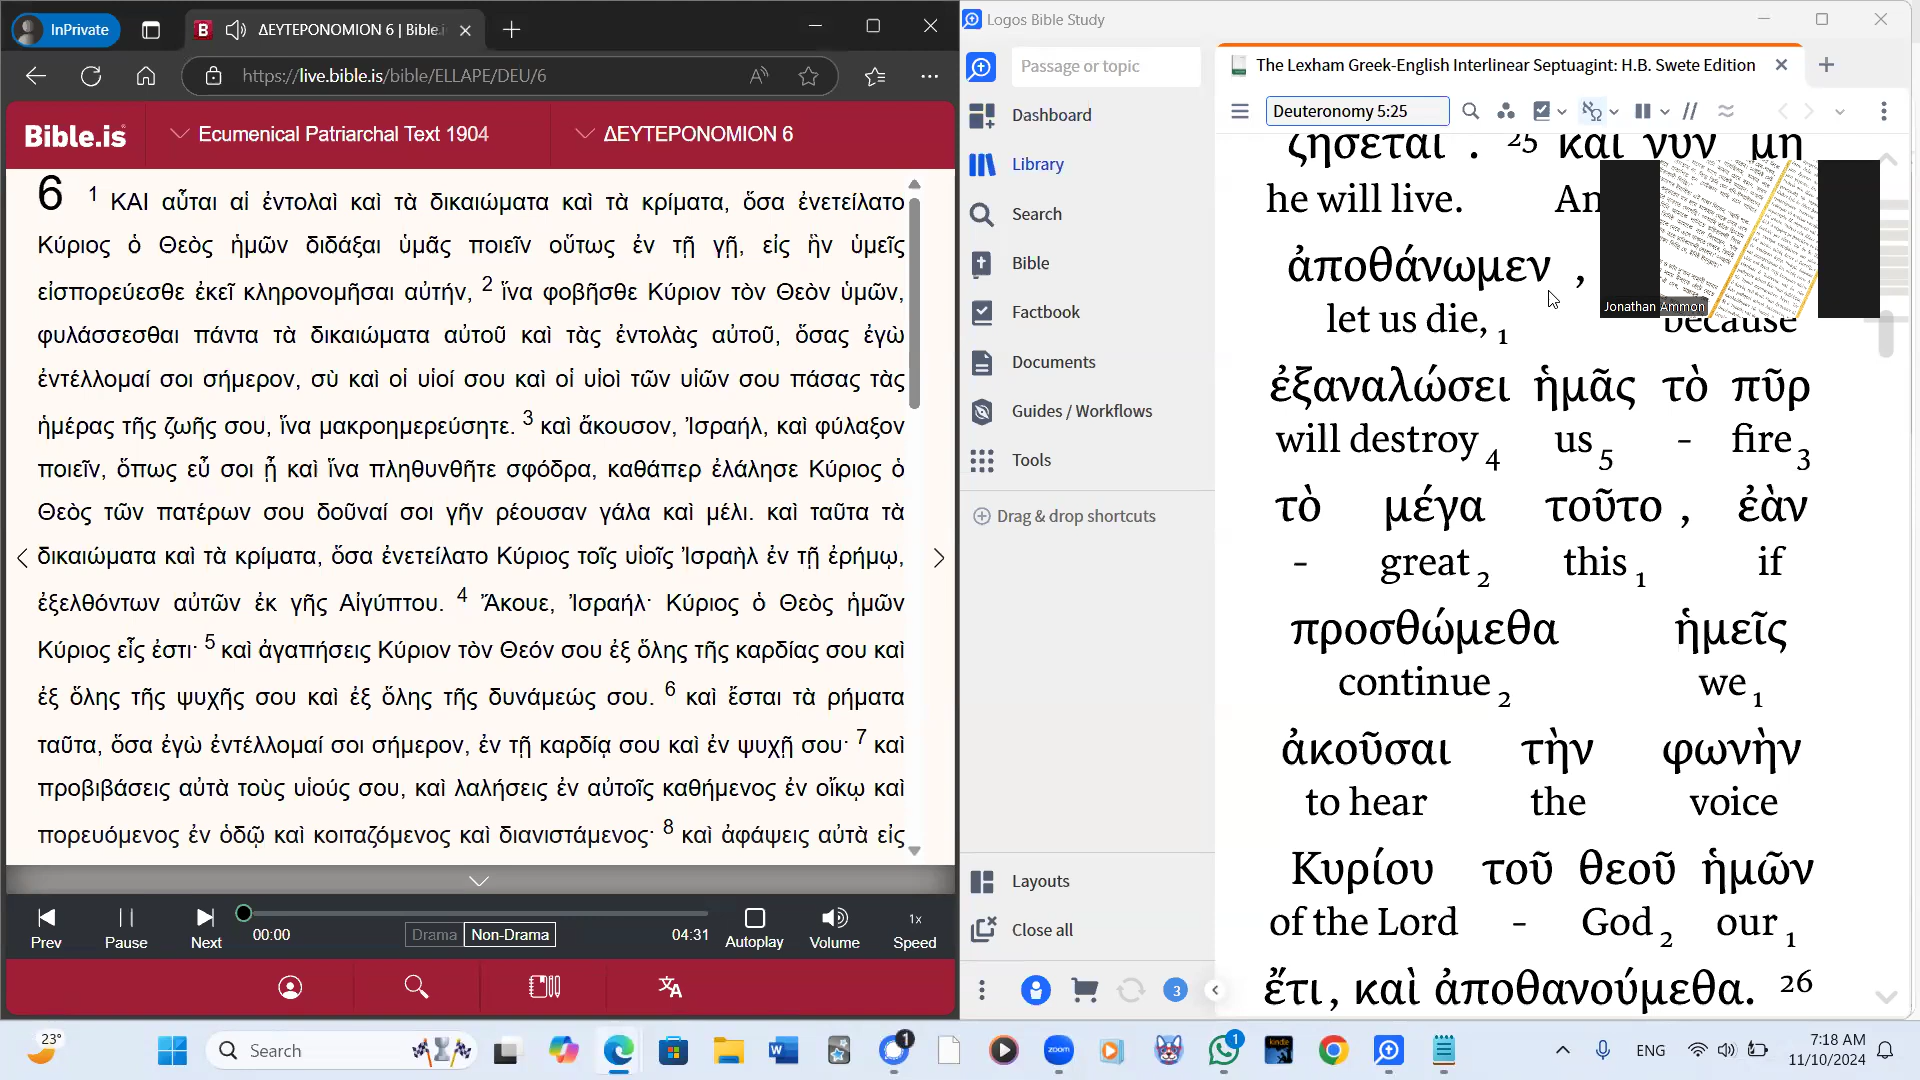 InPrivate
ΔΕΥΤΕΡΟΝΟΜΙΟΝ 6 | Bible.i
https://live.bible.is/bible/ELLAPE/DEU/6
Bible.is
Ecumenical Patriarchal Text 1904
ΔΕΥΤΕΡΟΝΟΜΙΟΝ 6
6 1 ΚΑΙ αὗται αἱ ἐντολαὶ καὶ τὰ δικαιώματα καὶ τὰ κρίματα, ὅσα ἐνετείλατο
Κύριος ὁ Θεὸς ἡμῶν διδάξαι ὑμᾶς ποιεῖν οὕτως ἐν τῇ γῇ, εἰς ἣν ὑμεῖς
εἰσπορεύεσθε ἐκεῖ κληρονομῆσαι αὐτήν, 2 ἵνα φοβῆσθε Κύριον τὸν Θεὸν ὑμῶν,
φυλάσσεσθαι πάντα τὰ δικαιώματα αὐτοῦ καὶ τὰς ἐντολὰς αὐτοῦ, ὅσας ἐγὼ
ἐντέλλομαί σοι σήμερον, σὺ καὶ οἱ υἱοί σου καὶ οἱ υἱοὶ τῶν υἱῶν σου πάσας τὰς
ἡμέρας τῆς ζωῆς σου, ἵνα μακροημερεύσητε. 3 καὶ ἄκουσον, Ἰσραήλ, καὶ φύλαξον
ποιεῖν, ὅπως εὖ σοι ᾖ καὶ ἵνα πληθυνθῆτε σφόδρα, καθάπερ ἐλάλησε Κύριος ὁ
Θεὸς τῶν πατέρων σου δοῦναί σοι γῆν ρέουσαν γάλα καὶ μέλι. καὶ ταῦτα τὰ
δικαιώματα καὶ τὰ κρίματα, ὅσα ἐνετείλατο Κύριος τοῖς υἱοῖς Ἰσραὴλ ἐν τῇ ἐρήμῳ,
ἐξελθόντων αὐτῶν ἐκ γῆς Αἰγύπτου. 4 Ἄκουε, Ἰσραήλ· Κύριος ὁ Θεὸς ἡμῶν
Κύριος εἷς ἐστι· 5 καὶ ἀγαπήσεις Κύριον τὸν Θεόν σου ἐξ ὅλης τῆς καρδίας σου καὶ
ἐξ ὅλης τῆς ψυχῆς σου καὶ ἐξ ὅλης τῆς δυνάμεώς σου. 6 καὶ ἔσται τὰ ρήματα
ταῦτα, ὅσα ἐγὼ ἐντέλλομαί σοι σήμερον, ἐν τῇ καρδίᾳ σου καὶ ἐν ψυχῇ σου· 7 καὶ
προβιβάσεις αὐτὰ τοὺς υἱούς σου, καὶ λαλήσεις ἐν αὐτοῖς καθήμενος ἐν οἴκῳ καὶ
πορευόμενος ἐν ὁδῷ καὶ κοιταζόμενος καὶ διανιστάμενος· 8 καὶ ἀφάψεις αὐτὰ εἰς
Prev
Pause
Next
00:00
Drama
Non-Drama
04:31
Autoplay
Volume
1x
Speed
Logos Bible Study
Passage or topic
Dashboard
Library
Search
Bible
Factbook
Documents
Guides / Workflows
Tools
Drag & drop shortcuts
Layouts
Close all
3
The Lexham Greek-English Interlinear Septuagint: H.B. Swete Edition
Deuteronomy 5:25
ζήσεται . 25 καὶ νῦν μὴ
he will live.
ἀποθάνωμεν ,
let us die, 1 because
Jonathan Ammon
ἐξαναλώσει ἡμᾶς τὸ πῦρ
will destroy 4 us 5 - fire 3
τὸ μέγα τοῦτο , ἐὰν
- great 2 this 1 if
προσθώμεθα ἡμεῖς
continue 2 we 1
ἀκοῦσαι τὴν φωνὴν
to hear the voice
Κυρίου τοῦ θεοῦ ἡμῶν
of the Lord - God 2 our 1
ἔτι, καὶ ἀποθανούμεθα. 26
23°
Search
zoom
kindle
1
1
ENG
7:18 AM
11/10/2024